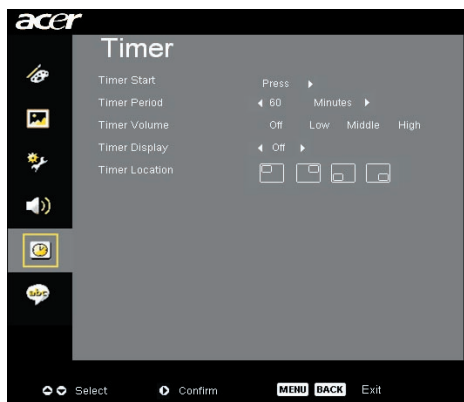 acer
Timer
Timer Start Press
Timer Period 60 Minutes
Timer Volume Off Low Middle High
Timer Display Off
Timer Location
abc
Select Confirm MENU BACK Exit